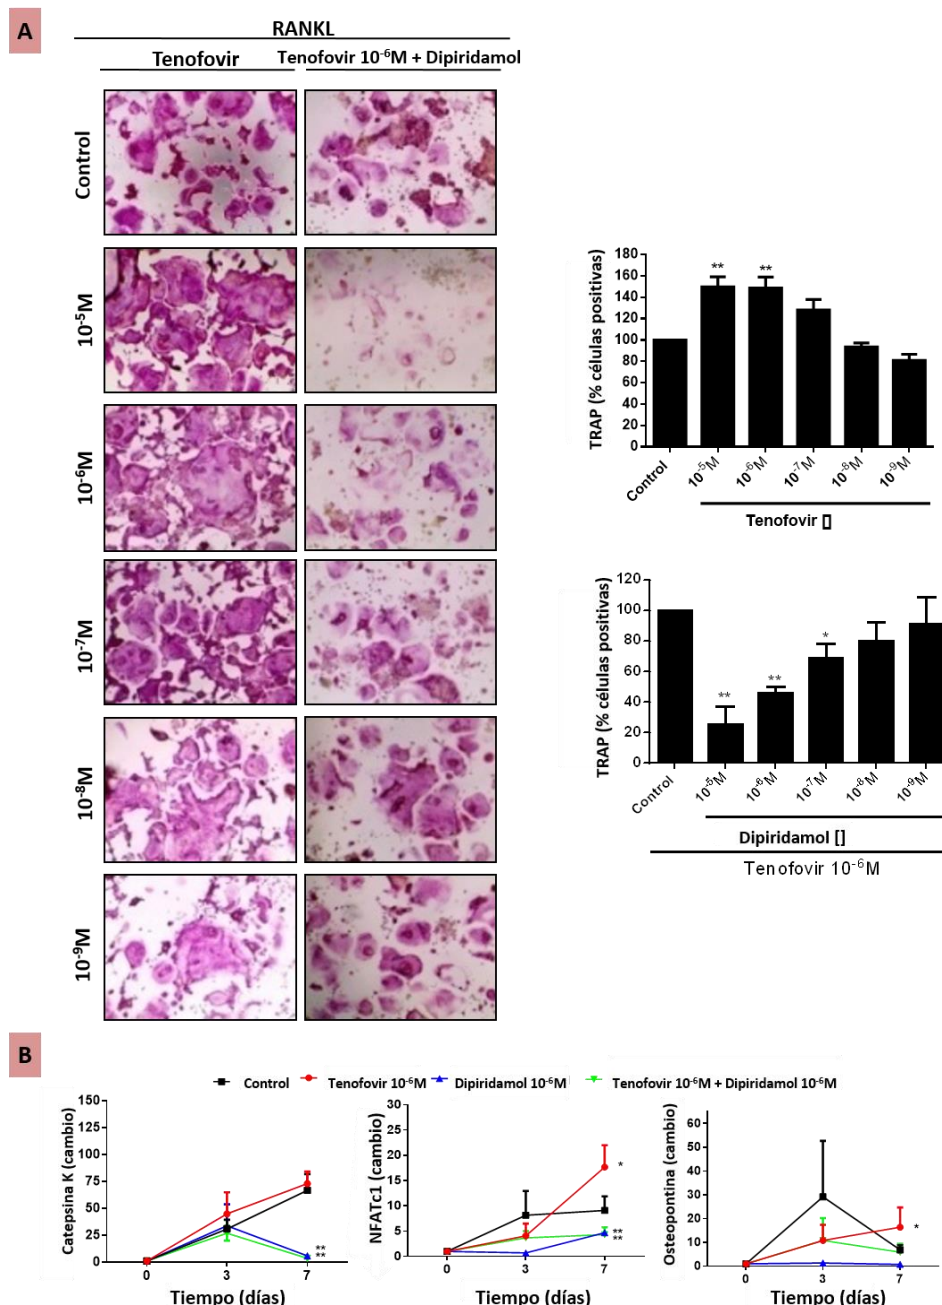 A
RANKL
Tenofovir
Tenofovir 10⁻⁶M + Dipiridamol
Control
10⁻⁵M
10⁻⁶M
10⁻⁷M
10⁻⁸M
10⁻⁹M
TRAP (% células positivas)
180
160
140
120
100
80
60
40
20
0
** **
Control 10⁻⁵M 10⁻⁶M 10⁻⁷M 10⁻⁸M 10⁻⁹M
Tenofovir []
TRAP (% células positivas)
120
100
80
60
40
20
0
** ** *
Control 10⁻⁵M 10⁻⁶M 10⁻⁷M 10⁻⁸M 10⁻⁹M
Dipiridamol []
Tenofovir 10⁻⁶M
B
Control Tenofovir 10⁻⁶M Dipiridamol 10⁻⁶M Tenofovir 10⁻⁶M + Dipiridamol 10⁻⁶M
Catepsina K (cambio)
150
125
100
75
50
25
0
**
**
0 3 7
Tiempo (días)
NFATc1 (cambio)
30
25
20
15
10
5
0
*
**
**
0 3 7
Tiempo (días)
Osteopontina (cambio)
60
50
40
30
20
10
0
*
0 3 7
Tiempo (días)